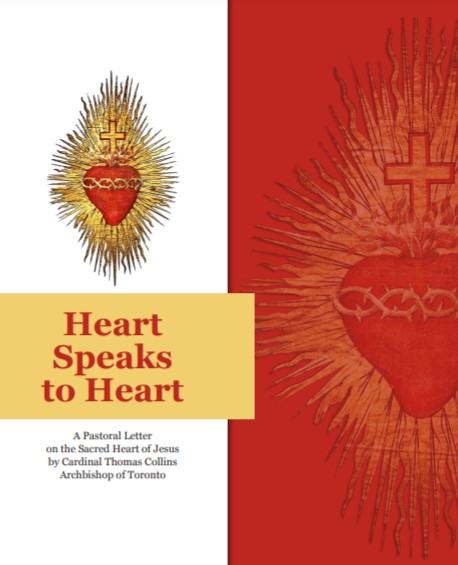 Heart
Speaks
to Heart
A Pastoral Letter
on the Sacred Heart of Jesus
by Cardinal Thomas Collins
Archbishop of Toronto